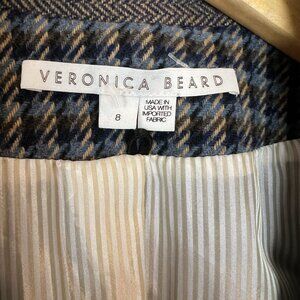 VERONICA BEARD
8
MADE IN
USA WITH
IMPORTED
FABRIC